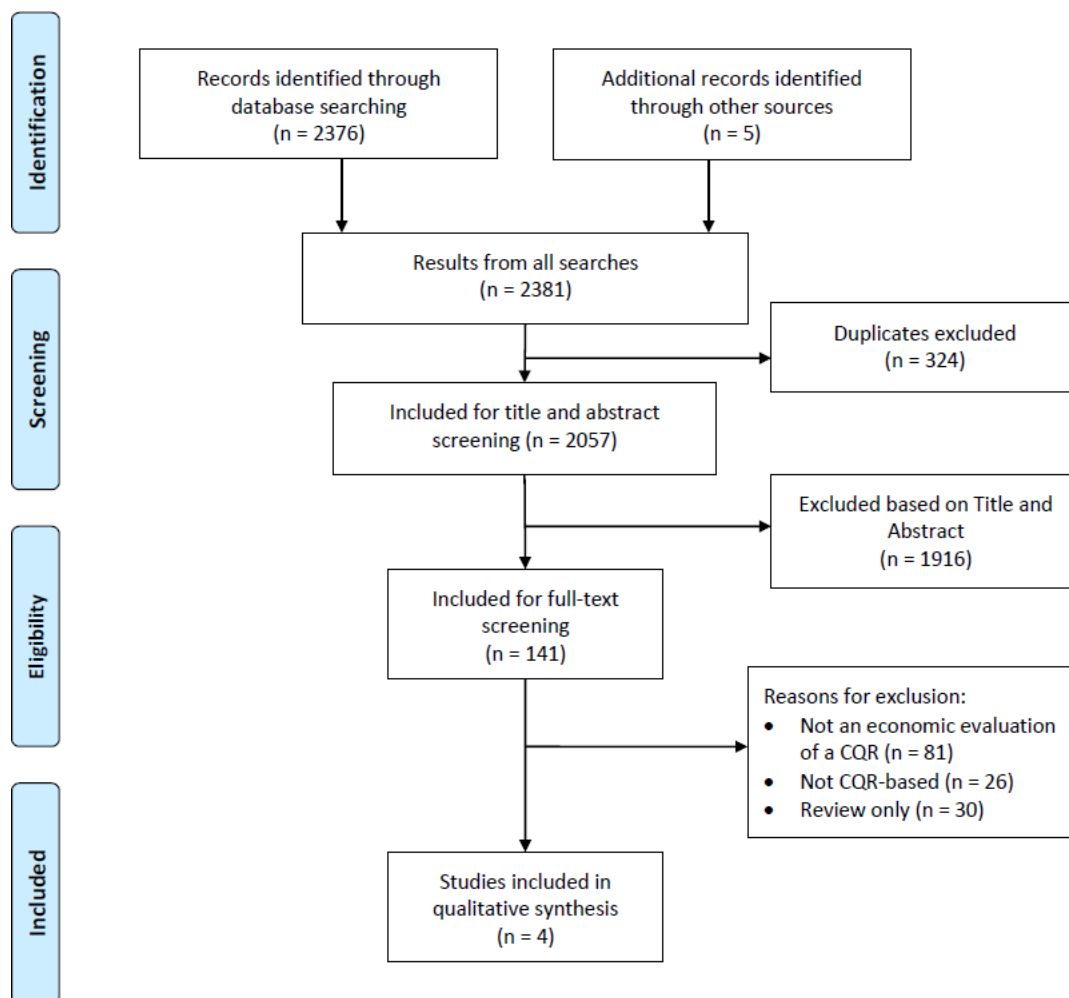 Identification
Records identified through
database searching
(n = 2376)
Additional records identified
through other sources
(n = 5)
Results from all searches
(n = 2381)
Screening
Duplicates excluded
(n = 324)
Included for title and abstract
screening (n = 2057)
Excluded based on Title and
Abstract
(n = 1916)
Eligibility
Included for full-text
screening
(n = 141)
Reasons for exclusion:
• Not an economic evaluation
of a CQR (n = 81)
• Not CQR-based (n = 26)
• Review only (n = 30)
Included
Studies included in
qualitative synthesis
(n = 4)